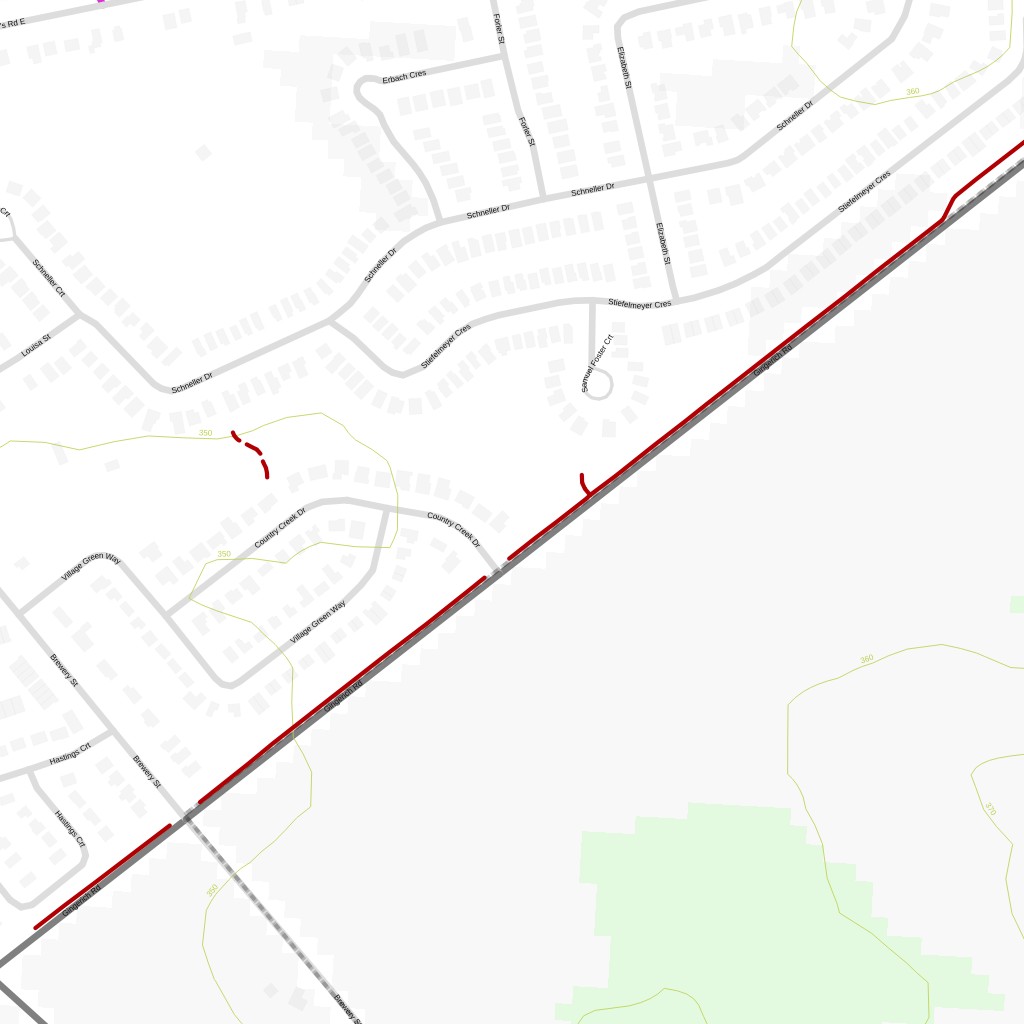 's Rd E
Forler St
Erbach Cres
Elizabeth St
360
Schneller Dr
Forler St
Schneller Dr
Schneller Dr
Stiefelmeyer Cres
Crt
Elizabeth St
Schneller Dr
Schneller Crt
Stiefelmeyer Cres
Louisa St
Stiefelmeyer Cres
Samuel Foster Crt
Gingerich Rd
Schneller Dr
350
Country Creek Dr
Country Creek Dr
350
Village Green Way
Village Green Way
360
Brewery St
Gingerich Rd
Hastings Crt
Brewery St
370
Hastings Crt
350
Gingerich Rd
Brewery St